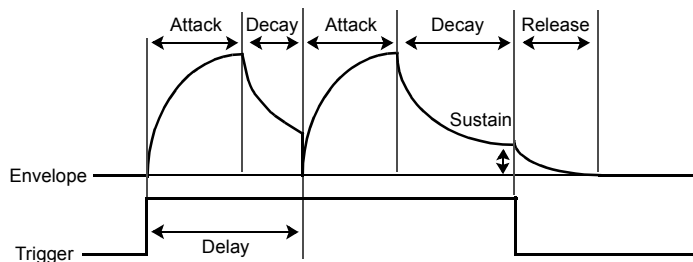 Attack Decay Attack Decay Release
Sustain
Envelope
Delay
Trigger